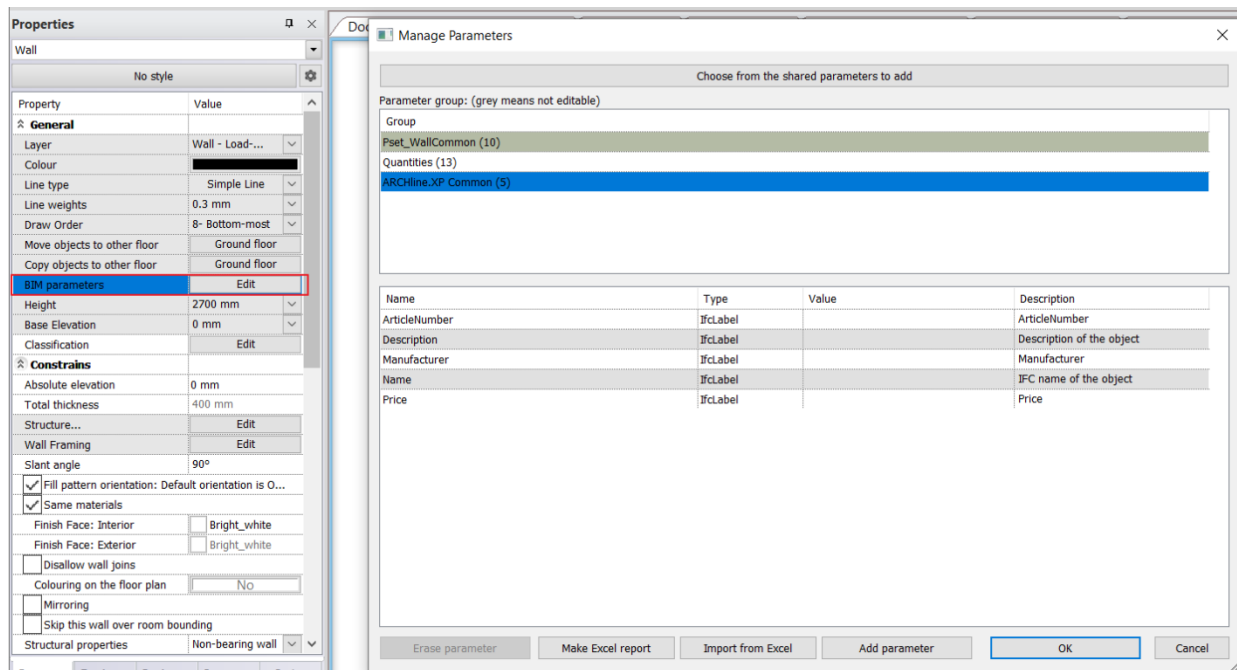 Properties
Wall
No style
Property Value
General
Layer Wall - Load-...
Colour
Line type Simple Line
Line weights 0.3 mm
Draw Order 8- Bottom-most
Move objects to other floor Ground floor
Copy objects to other floor Ground floor
BIM parameters Edit
Height 2700 mm
Base Elevation 0 mm
Classification Edit
Constrains
Absolute elevation 0 mm
Total thickness 400 mm
Structure... Edit
Wall Framing Edit
Slant angle 90°
Fill pattern orientation: Default orientation is O...
Same materials
Finish Face: Interior Bright_white
Finish Face: Exterior Bright_white
Disallow wall joins
Colouring on the floor plan No
Mirroring
Skip this wall over room bounding
Structural properties Non-bearing wall
Manage Parameters
Choose from the shared parameters to add
Parameter group: (grey means not editable)
Group
Pset_WallCommon (10)
Quantities (13)
ARCHline.XP Common (5)
Name Type Value Description
ArticleNumber IfcLabel ArticleNumber
Description IfcLabel Description of the object
Manufacturer IfcLabel Manufacturer
Name IfcLabel IFC name of the object
Price IfcLabel Price
Erase parameter Make Excel report Import from Excel Add parameter OK Cancel